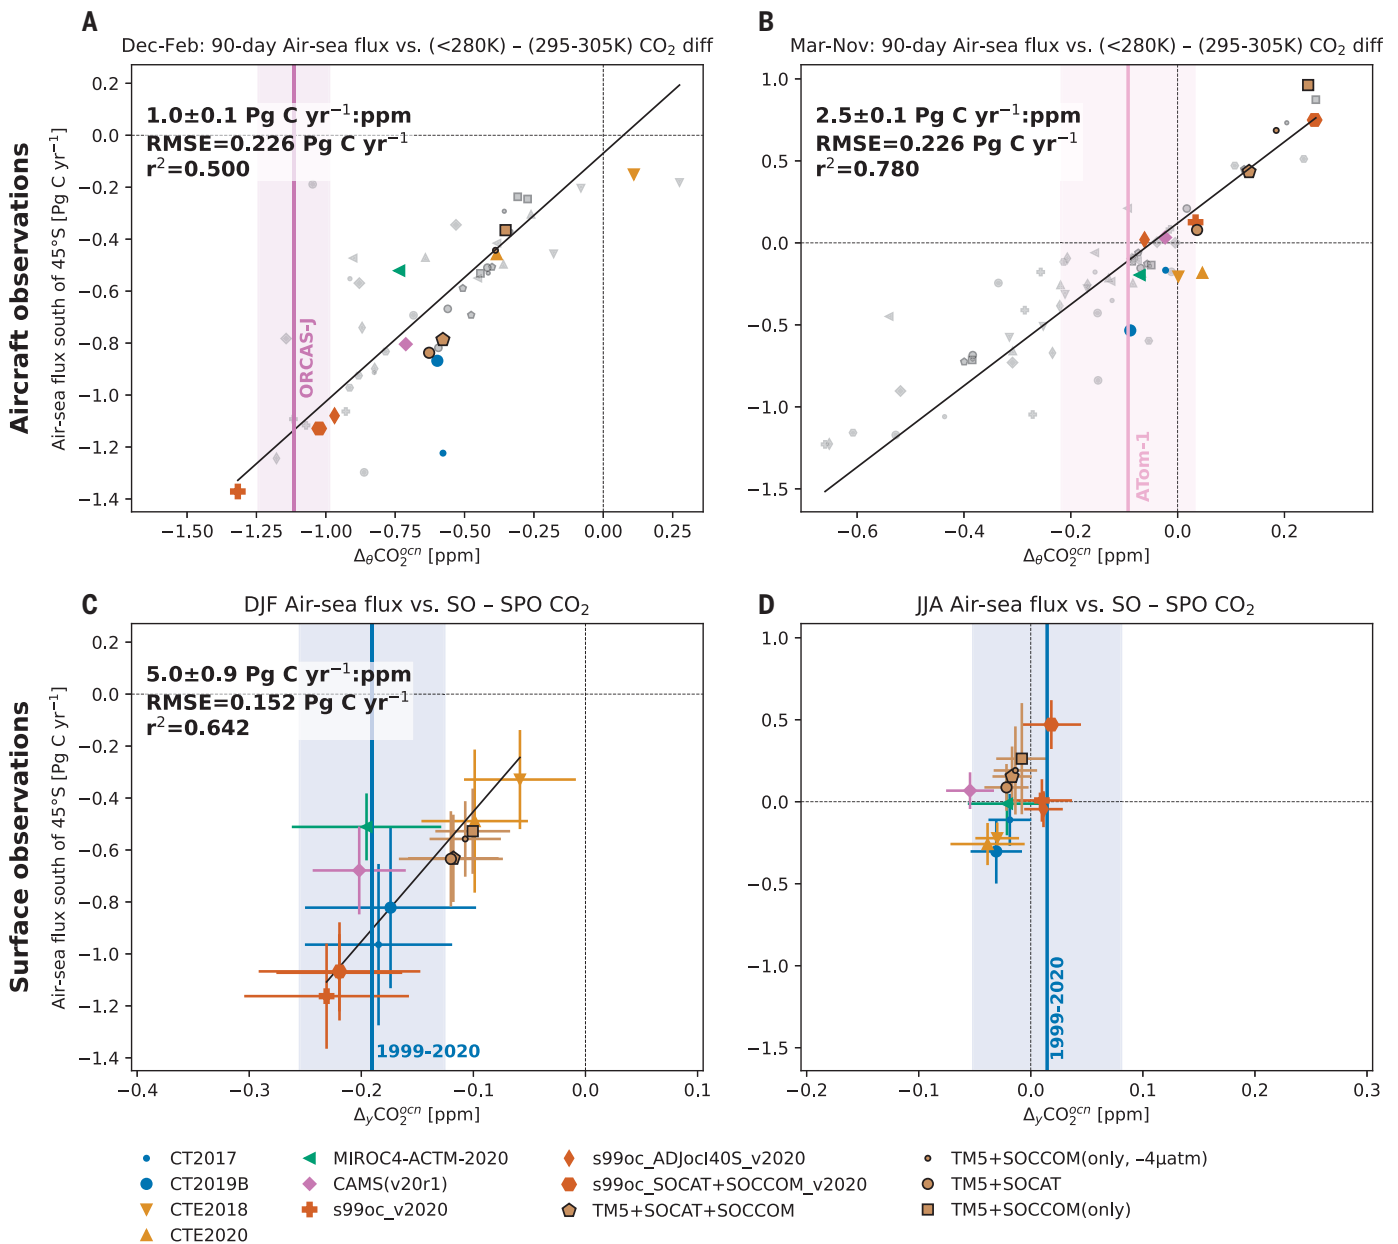 A
Dec-Feb: 90-day Air-sea flux vs. (<280K) – (295-305K) CO₂ diff
B
Mar-Nov: 90-day Air-sea flux vs. (<280K) – (295-305K) CO₂ diff
Aircraft observations
Air-sea flux south of 45°S [Pg C yr⁻¹]
0.2
0.0
−0.2
−0.4
−0.6
−0.8
−1.0
−1.2
−1.4
1.0±0.1 Pg C yr⁻¹:ppm
RMSE=0.226 Pg C yr⁻¹
r²=0.500
ORCAS-J
−1.50
−1.25
−1.00
−0.75
−0.50
−0.25
0.00
0.25
Δ_θCO₂^ocn [ppm]
1.0
0.5
0.0
−0.5
−1.0
−1.5
2.5±0.1 Pg C yr⁻¹:ppm
RMSE=0.226 Pg C yr⁻¹
r²=0.780
ATom-1
−0.6
−0.4
−0.2
0.0
0.2
Δ_θCO₂^ocn [ppm]
C
DJF Air-sea flux vs. SO – SPO CO₂
D
JJA Air-sea flux vs. SO – SPO CO₂
Surface observations
Air-sea flux south of 45°S [Pg C yr⁻¹]
0.2
0.0
−0.2
−0.4
−0.6
−0.8
−1.0
−1.2
−1.4
5.0±0.9 Pg C yr⁻¹:ppm
RMSE=0.152 Pg C yr⁻¹
r²=0.642
1999-2020
−0.4
−0.3
−0.2
−0.1
0.0
0.1
Δ_yCO₂^ocn [ppm]
1.0
0.5
0.0
−0.5
−1.0
−1.5
1999-2020
−0.2
−0.1
0.0
0.1
0.2
0.3
Δ_yCO₂^ocn [ppm]
CT2017
CT2019B
CTE2018
CTE2020
MIROC4-ACTM-2020
CAMS(v20r1)
s99oc_v2020
s99oc_ADJocI40S_v2020
s99oc_SOCAT+SOCCOM_v2020
TM5+SOCAT+SOCCOM
TM5+SOCCOM(only, –4μatm)
TM5+SOCAT
TM5+SOCCOM(only)